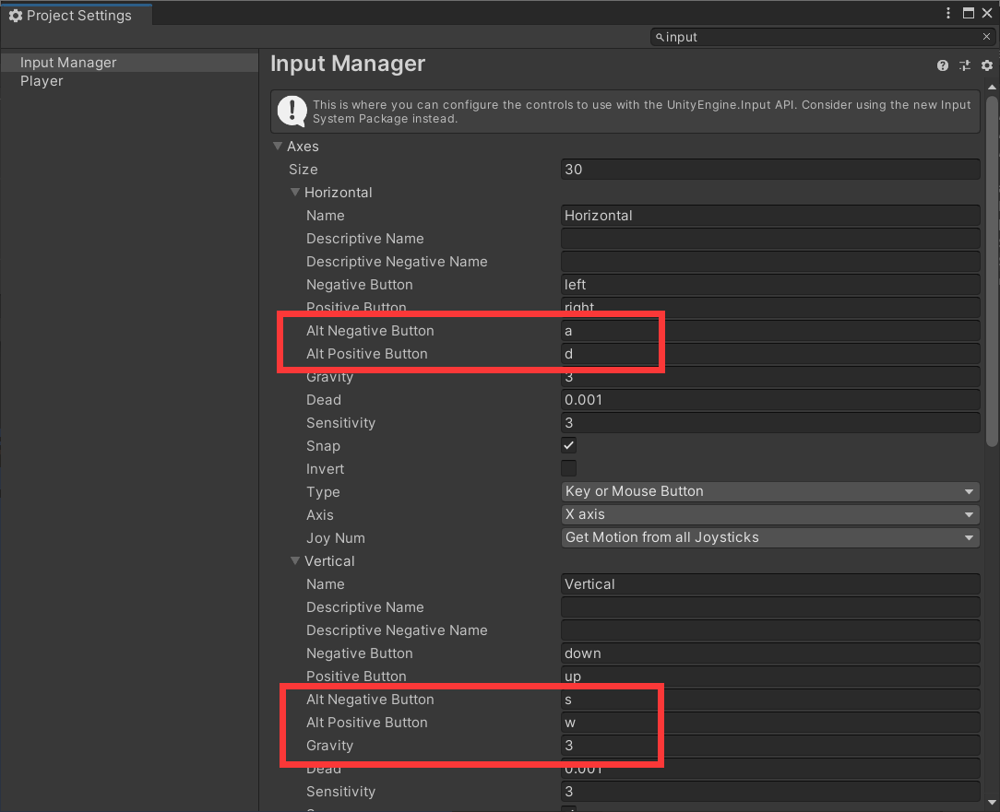 Project Settings
input
Input Manager
Player
Input Manager
This is where you can configure the controls to use with the UnityEngine.Input API. Consider using the new Input
System Package instead.
Axes
Size 30
Horizontal
Name Horizontal
Descriptive Name
Descriptive Negative Name
Negative Button left
Positive Button right
Alt Negative Button a
Alt Positive Button d
Gravity 3
Dead 0.001
Sensitivity 3
Snap
Invert
Type Key or Mouse Button
Axis X axis
Joy Num Get Motion from all Joysticks
Vertical
Name Vertical
Descriptive Name
Descriptive Negative Name
Negative Button down
Positive Button up
Alt Negative Button s
Alt Positive Button w
Gravity 3
Dead 0.001
Sensitivity 3